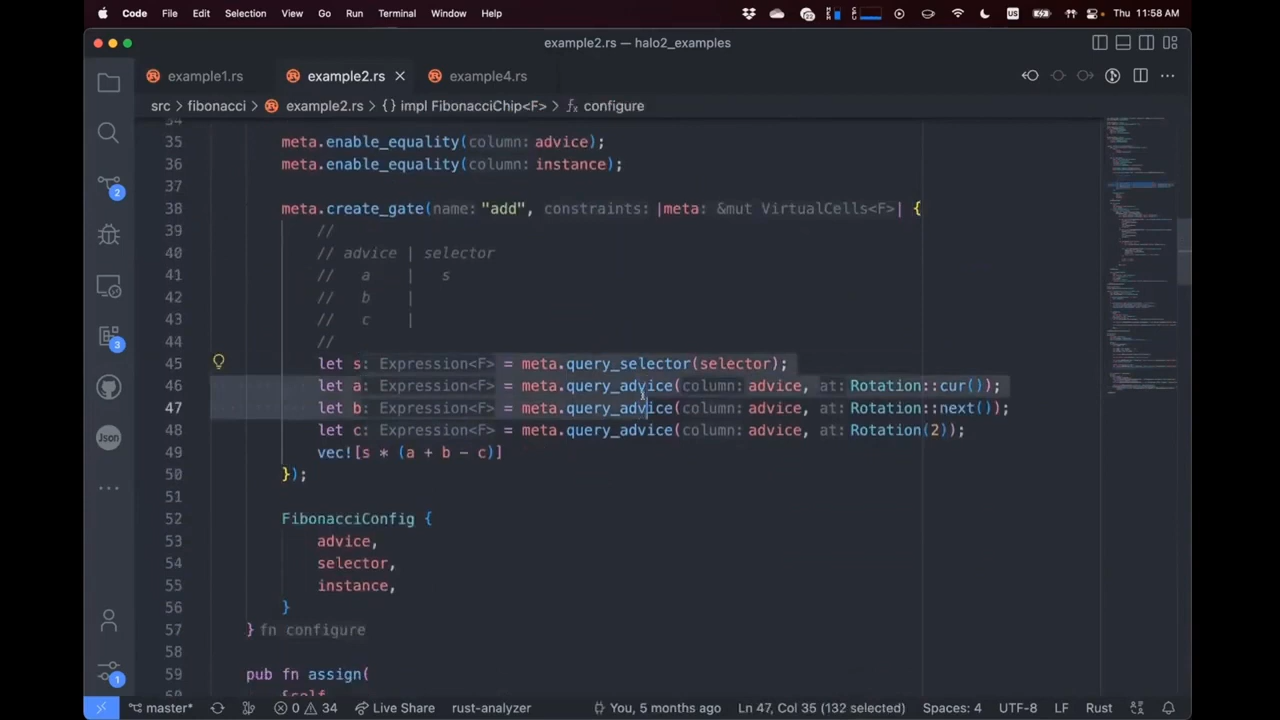 Code File Edit Selection View Go Run Terminal Window Help Thu 11:58 AM
example2.rs — halo2_examples
example1.rs example2.rs example4.rs
src > fibonacci > example2.rs > {} impl FibonacciChip<F> > configure
34
35 meta.enable_equality(column: advice);
36 meta.enable_equality(column: instance);
37
38 meta.create_gate(name: "add", constraints: |meta: &mut VirtualCells<F>| {
39 //
40 // advice | selector
41 // a | s
42 // b
43 // c |
44 //
45 let s: Expression<F> = meta.query_selector(selector);
46 let a: Expression<F> = meta.query_advice(column: advice, at: Rotation::cur());
47 let b: Expression<F> = meta.query_advice(column: advice, at: Rotation::next());
48 let c: Expression<F> = meta.query_advice(column: advice, at: Rotation(2));
49 vec![s * (a + b - c)]
50 });
51
52 FibonacciConfig {
53 advice,
54 selector,
55 instance,
56 }
57 } fn configure
58
59 pub fn assign(
60 &self,
2
3
Json
1
master* 0 34 Live Share rust-analyzer You, 5 months ago Ln 47, Col 35 (132 selected) Spaces: 4 UTF-8 LF Rust